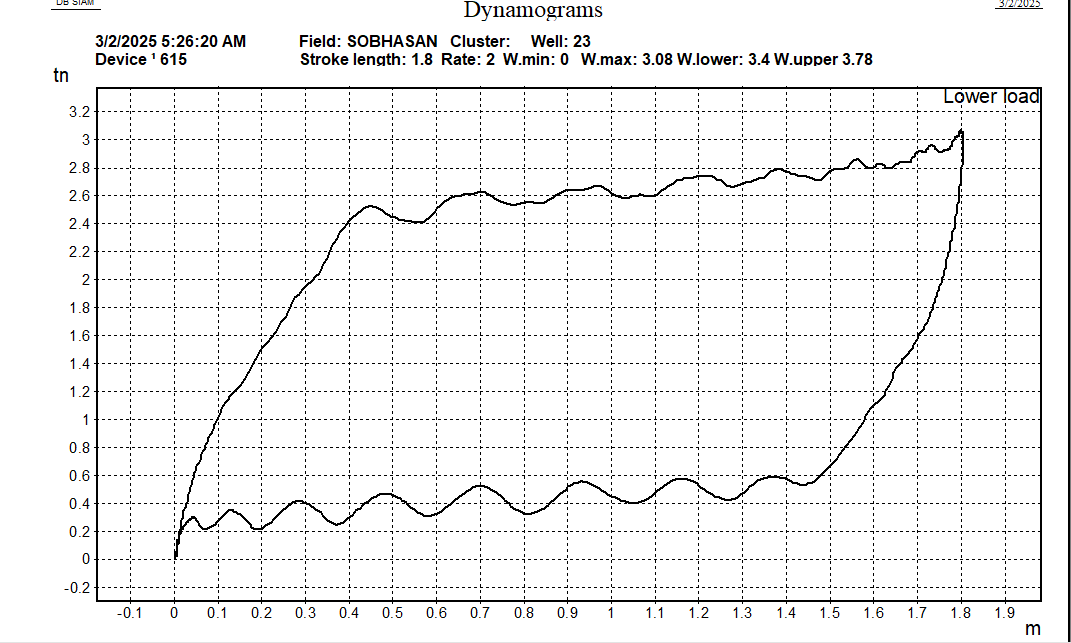 DB SIAM
Dynamograms
3/2/2025
3/2/2025 5:26:20 AM Field: SOBHASAN Cluster: Well: 23
Device ¹ 615 Stroke length: 1.8 Rate: 2 W.min: 0 W.max: 3.08 W.lower: 3.4 W.upper 3.78
tn
Lower load
3.2
3
2.8
2.6
2.4
2.2
2
1.8
1.6
1.4
1.2
1
0.8
0.6
0.4
0.2
0
-0.2
-0.1 0 0.1 0.2 0.3 0.4 0.5 0.6 0.7 0.8 0.9 1 1.1 1.2 1.3 1.4 1.5 1.6 1.7 1.8 1.9
m